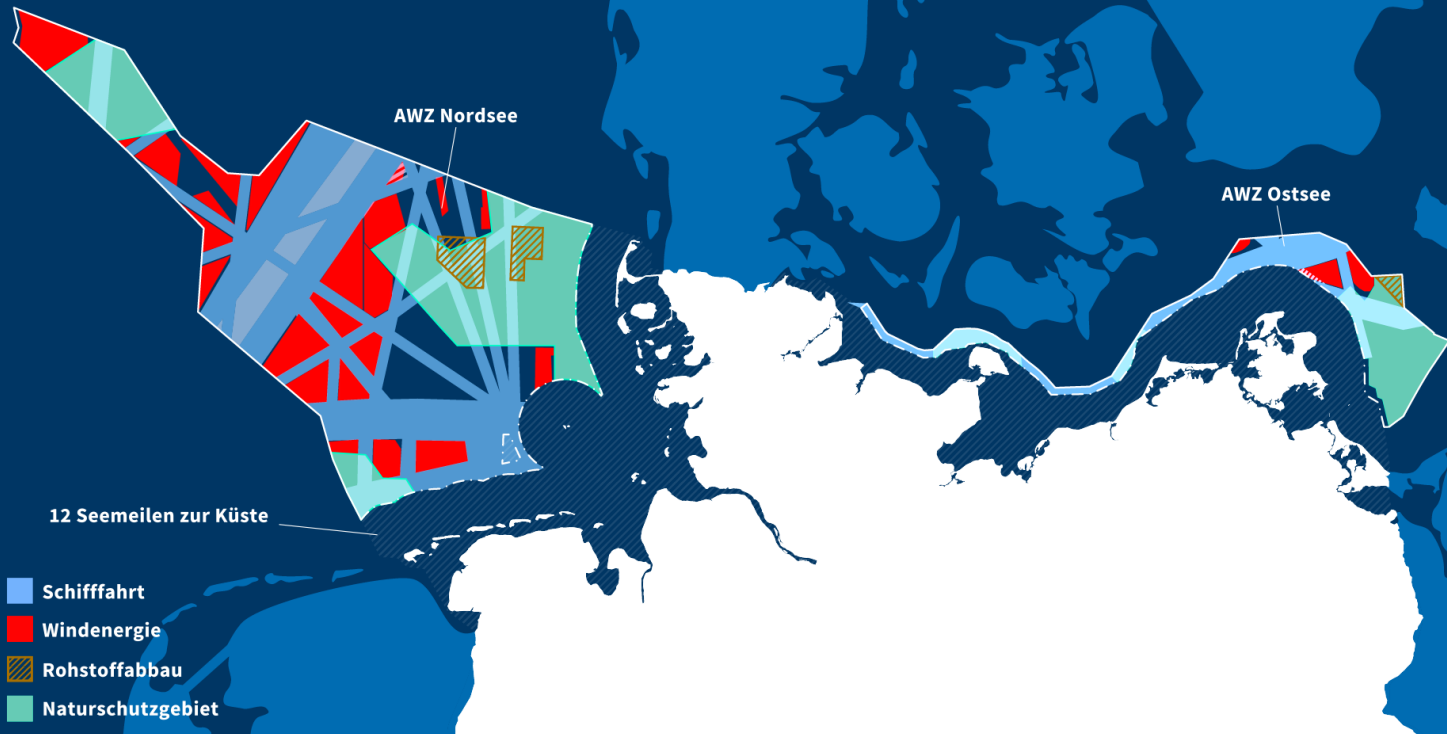 AWZ Nordsee
AWZ Ostsee
12 Seemeilen zur Küste
Schifffahrt
Windenergie
Rohstoffabbau
Naturschutzgebiet